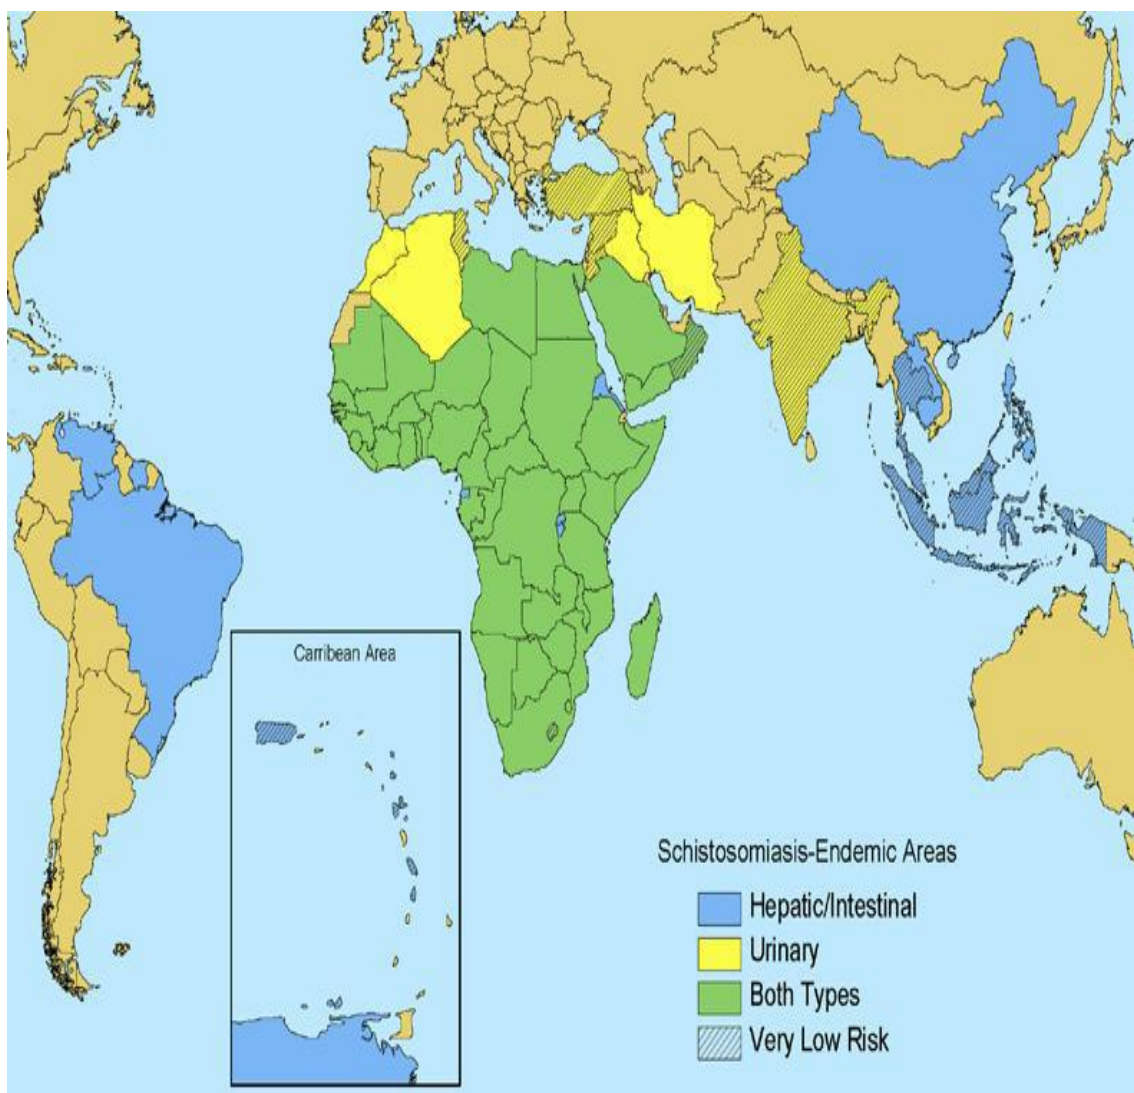 Carribean Area
Schistosomiasis-Endemic Areas
Hepatic/Intestinal
Urinary
Both Types
Very Low Risk